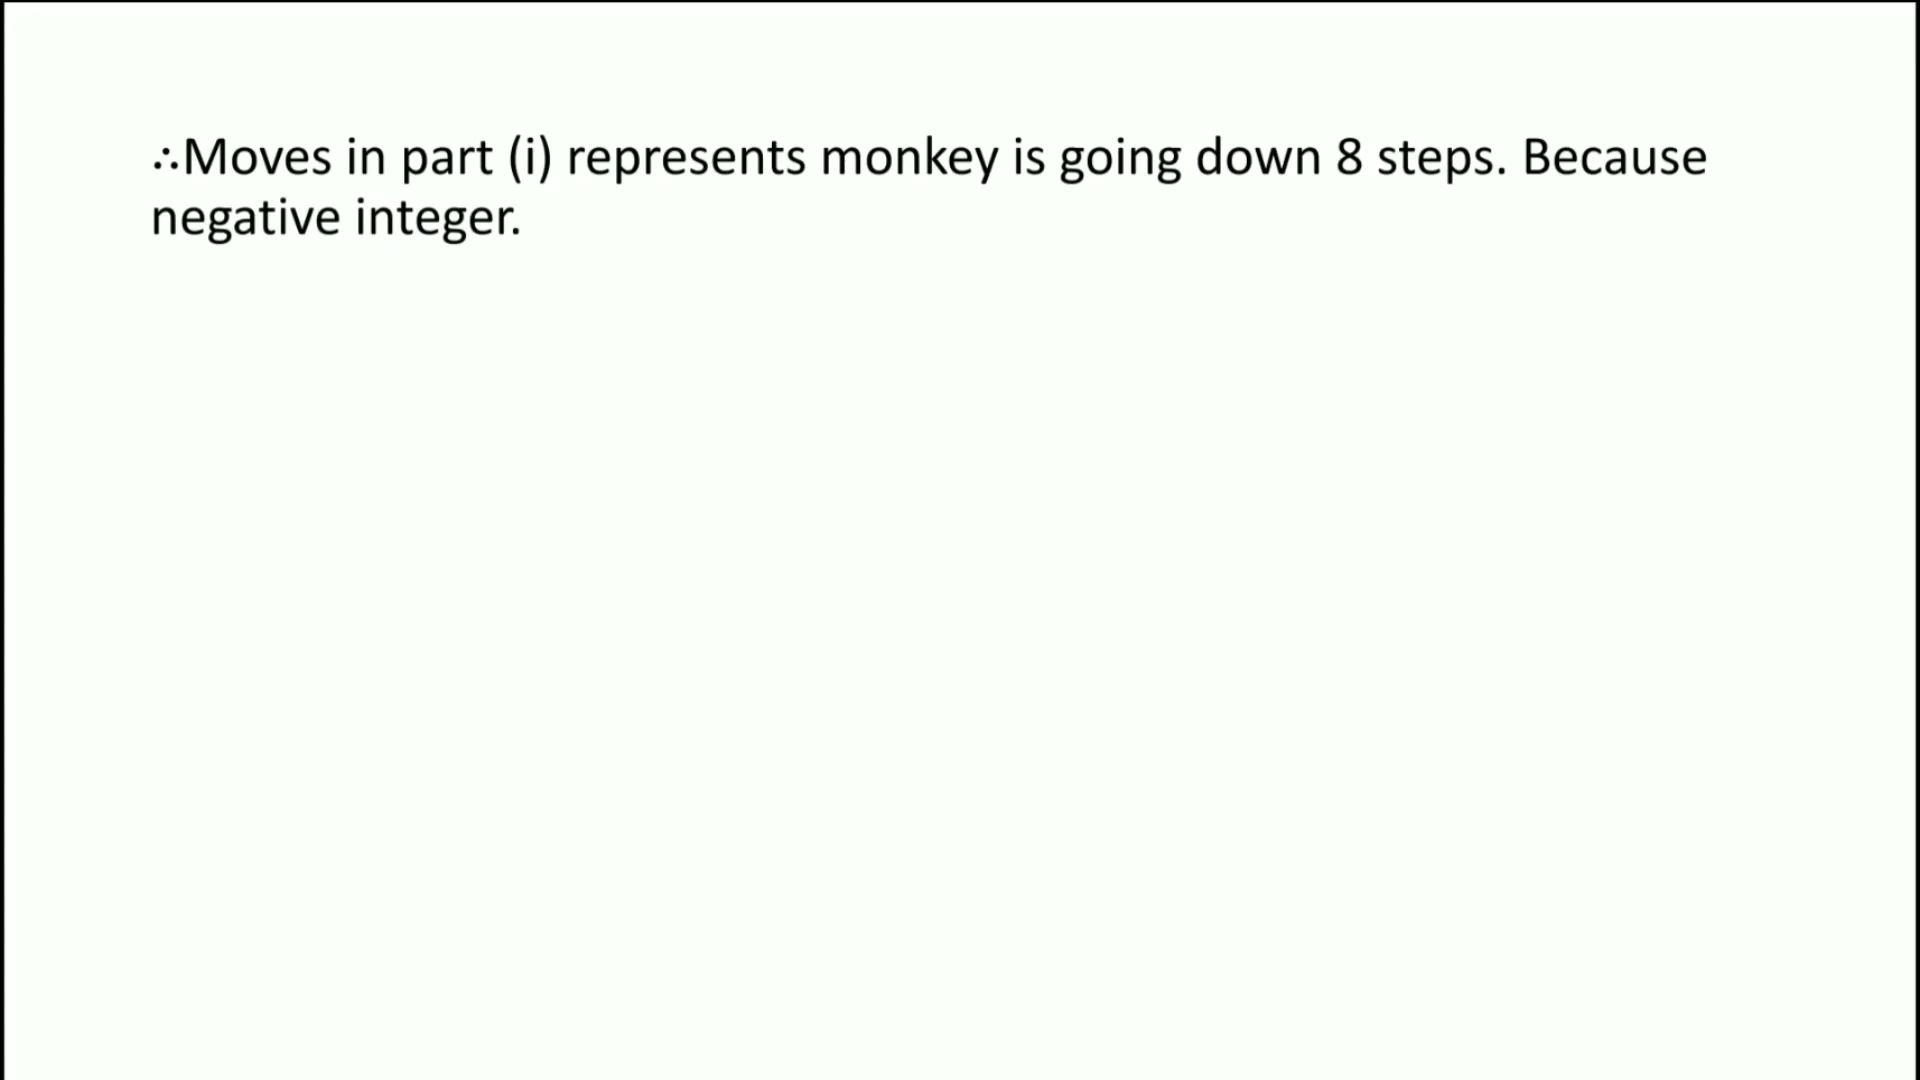 ∴Moves in part (i) represents monkey is going down 8 steps. Because
negative integer.